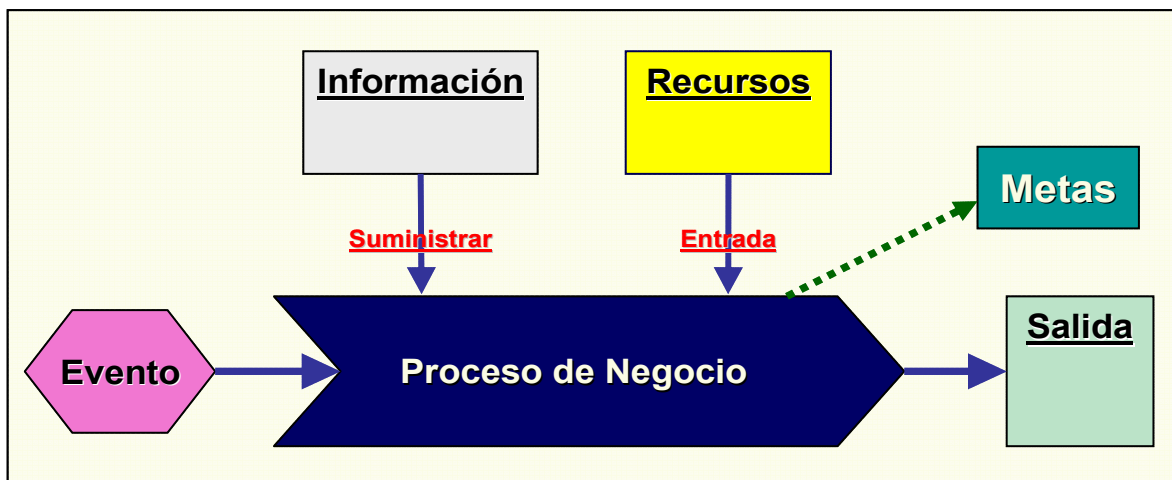 Información
Recursos
Metas
Suministrar
Entrada
Salida
Evento
Proceso de Negocio